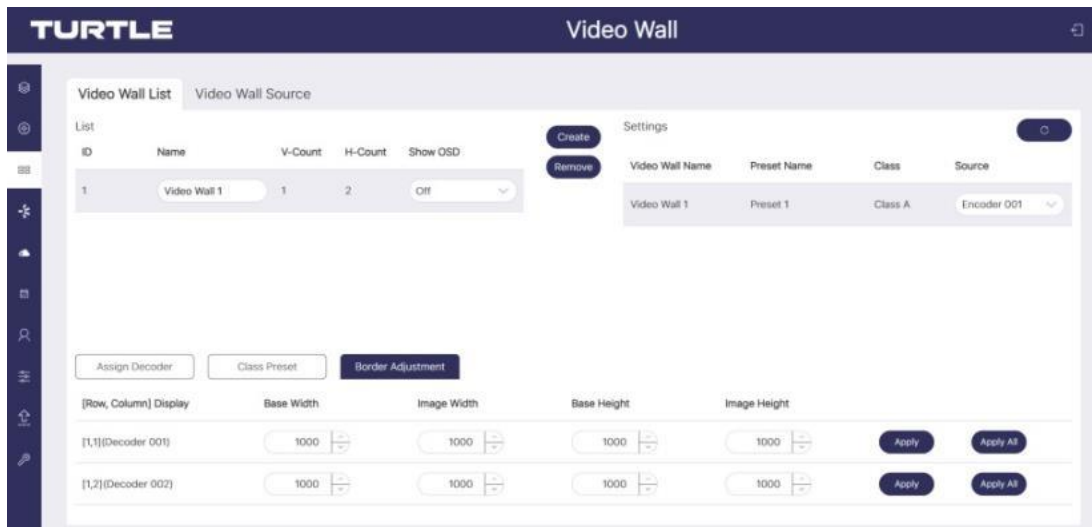 TURTLE
Video Wall
Video Wall List
Video Wall Source
List
ID Name V-Count H-Count Show OSD
1 Video Wall 1 1 2 Off
Create
Remove
Settings
Video Wall Name Preset Name Class Source
Video Wall 1 Preset 1 Class A Encoder 001
Assign Decoder
Class Preset
Border Adjustment
[Row, Column] Display Base Width Image Width Base Height Image Height
[1,1](Decoder 001) 1000 1000 1000 1000 Apply Apply All
[1,2](Decoder 002) 1000 1000 1000 1000 Apply Apply All